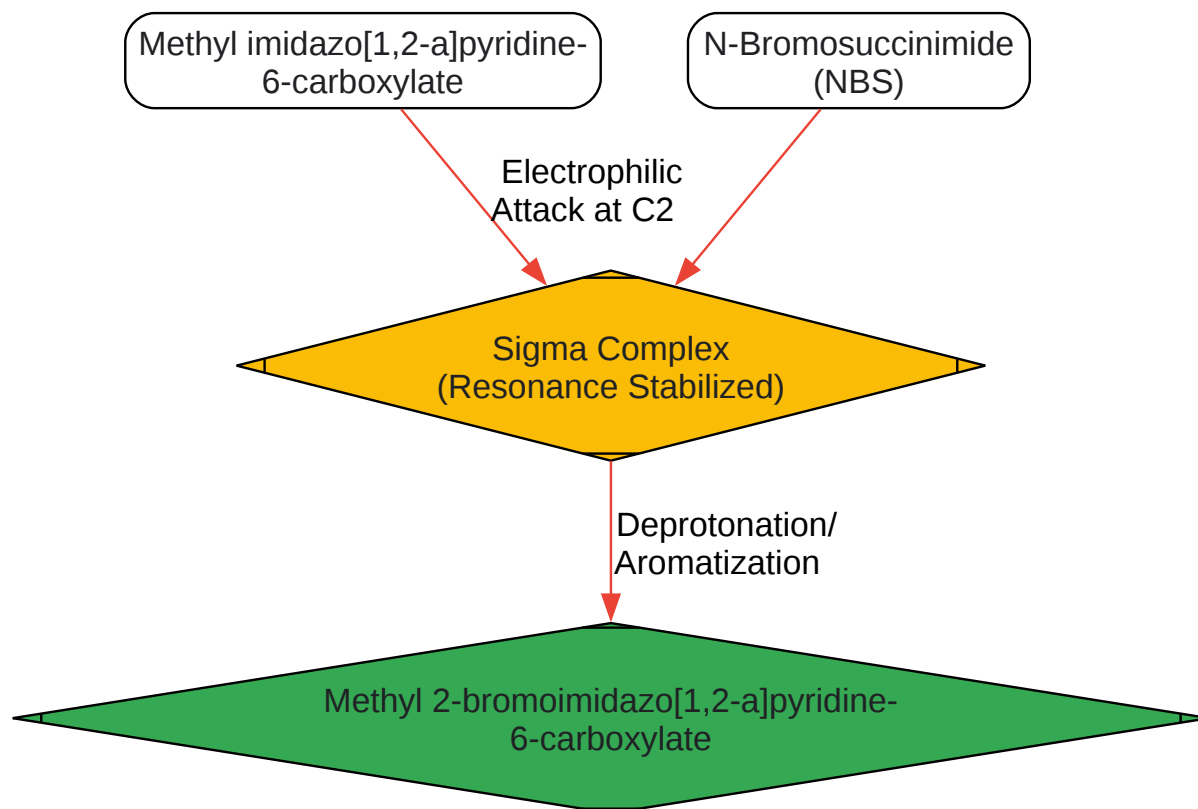 Methyl imidazo[1,2-a]pyridine-
6-carboxylate
N-Bromosuccinimide
(NBS)
Electrophilic
Attack at C2
Sigma Complex
(Resonance Stabilized)
Deprotonation/
Aromatization
Methyl 2-bromoimidazo[1,2-a]pyridine-
6-carboxylate